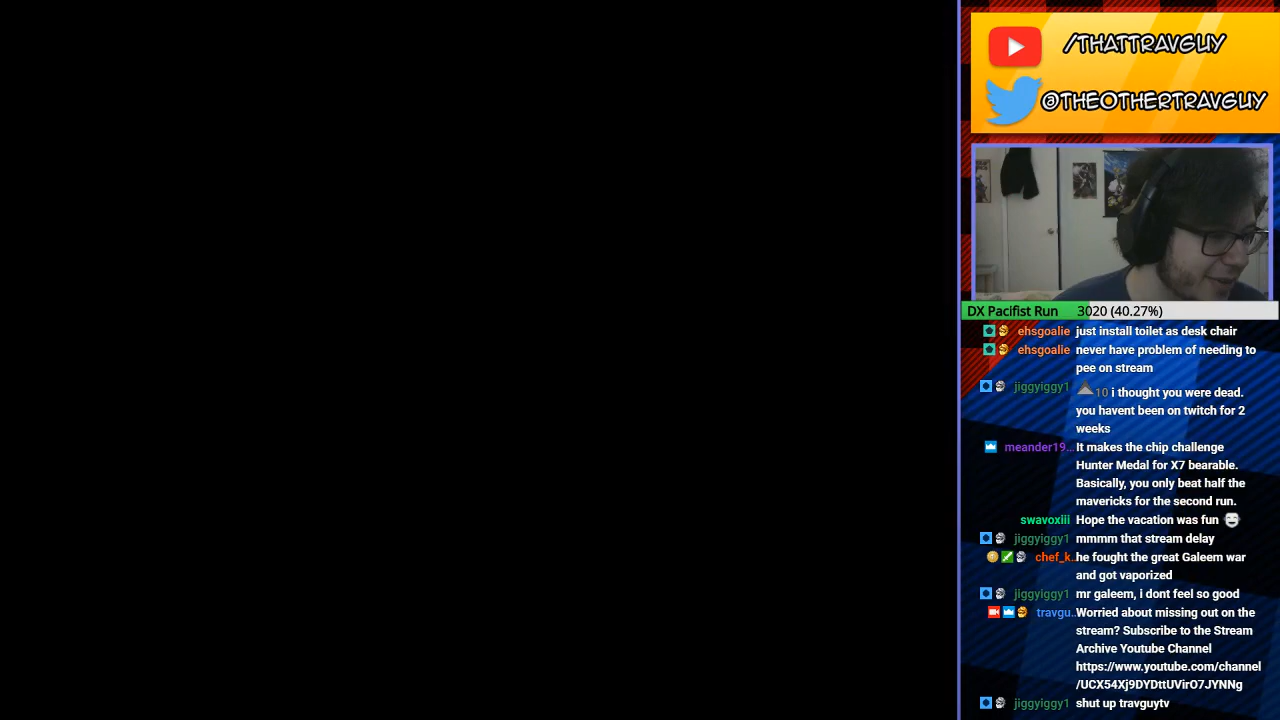 /THATTRAVGUY
@THEOTHERTRAVGUY
DX Pacifist Run 3020 (40.27%)
ehsgoalie just install toilet as desk chair
ehsgoalie never have problem of needing to
pee on stream
jiggyiggy1 10 i thought you were dead.
you havent been on twitch for 2
weeks
meander19... It makes the chip challenge
Hunter Medal for X7 bearable.
Basically, you only beat half the
mavericks for the second run.
swavoxiii Hope the vacation was fun
jiggyiggy1 mmmm that stream delay
chef_k... he fought the great Galeem war
and got vaporized
jiggyiggy1 mr galeem, i dont feel so good
travgu... Worried about missing out on the
stream? Subscribe to the Stream
Archive Youtube Channel
https://www.youtube.com/channel
/UCX54Xj9DYDttUVirO7JYNNg
jiggyiggy1 shut up travguytv